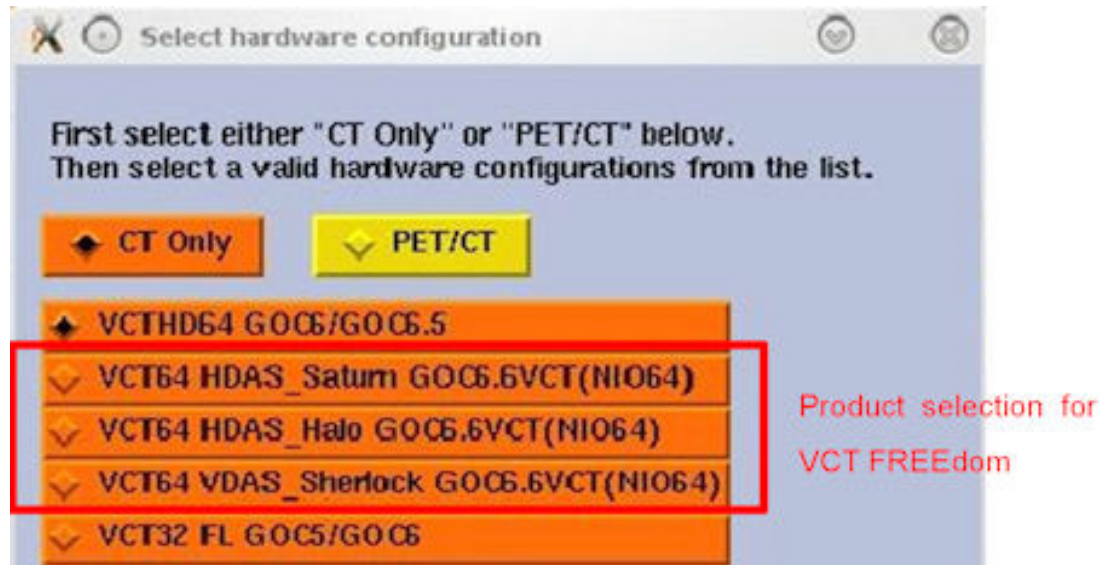 Select hardware configuration
First select either "CT Only" or "PET/CT" below.
Then select a valid hardware configurations from the list.
CT Only
PET/CT
VCTHD64 GOC6/GOC6.5
VCT64 HDAS_Saturn GOC6.6VCT(NIO64)
VCT64 HDAS_Halo GOC6.6VCT(NIO64)
VCT64 VDAS_Sherlock GOC6.6VCT(NIO64)
VCT32 FL GOC5/GOC6
Product selection for
VCT FREEdom